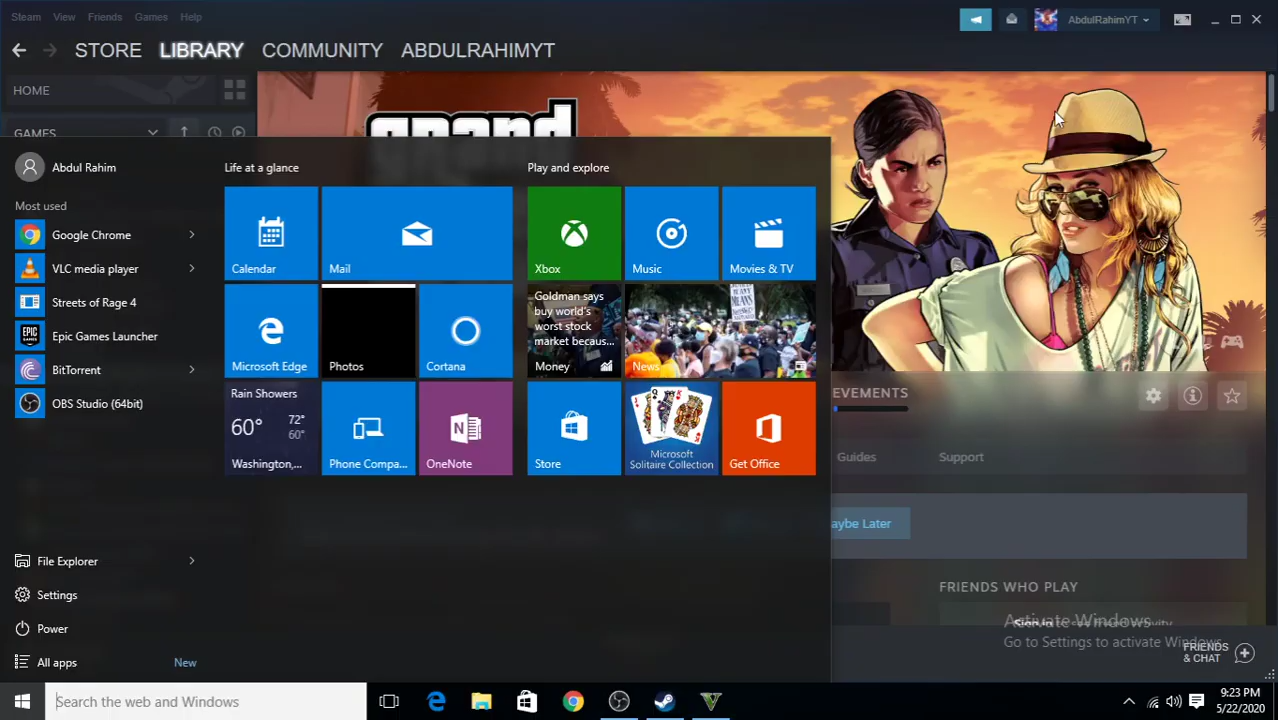 Steam View Friends Games Help
AbdulRahimYT
STORE LIBRARY COMMUNITY ABDULRAHIMYT
HOME
GAMES
grand
Abdul Rahim
Most used
Google Chrome
VLC media player
Streets of Rage 4
EPIC GAMES
Epic Games Launcher
BitTorrent
OBS Studio (64bit)
File Explorer
Settings
Power
All apps New
Life at a glance
Calendar
Mail
Microsoft Edge
Photos
Cortana
Rain Showers
60° 72°
60°
Washington,...
Phone Compa...
OneNote
Play and explore
Xbox
Music
Movies & TV
Goldman says
buy world's
worst stock
market becaus...
Money
News
Store
Microsoft
Solitaire Collection
Get Office
EVEMENTS
Guides Support
aybe Later
FRIENDS WHO PLAY
Activate Windows
Go to Settings to activate Windows.
FRIENDS
& CHAT
Search the web and Windows
9:23 PM
5/22/2020